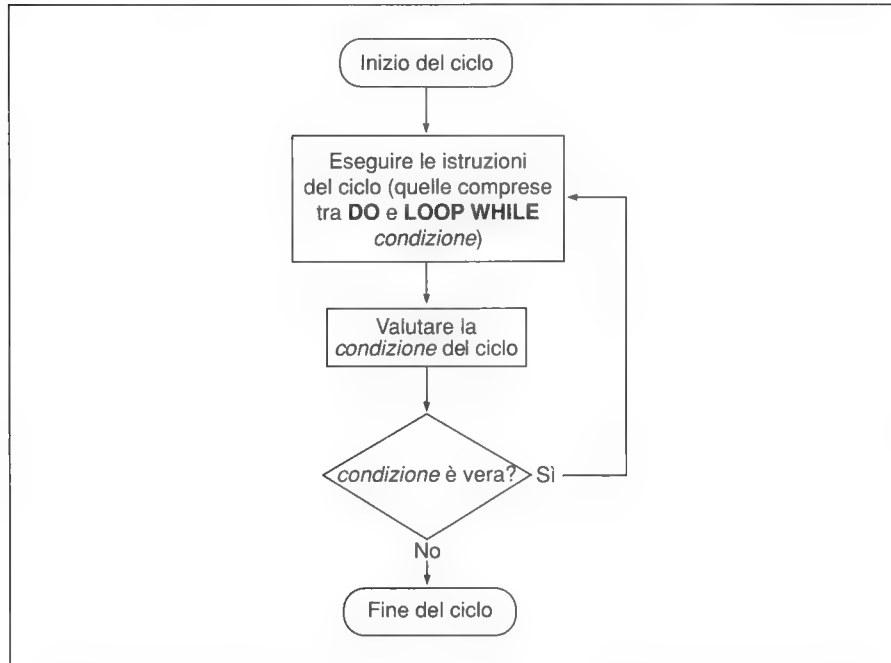 Inizio del ciclo
Eseguire le istruzioni
del ciclo (quelle comprese
tra DO e LOOP WHILE
condizione)
Valutare la
condizione del ciclo
condizione è vera? Sì
No
Fine del ciclo